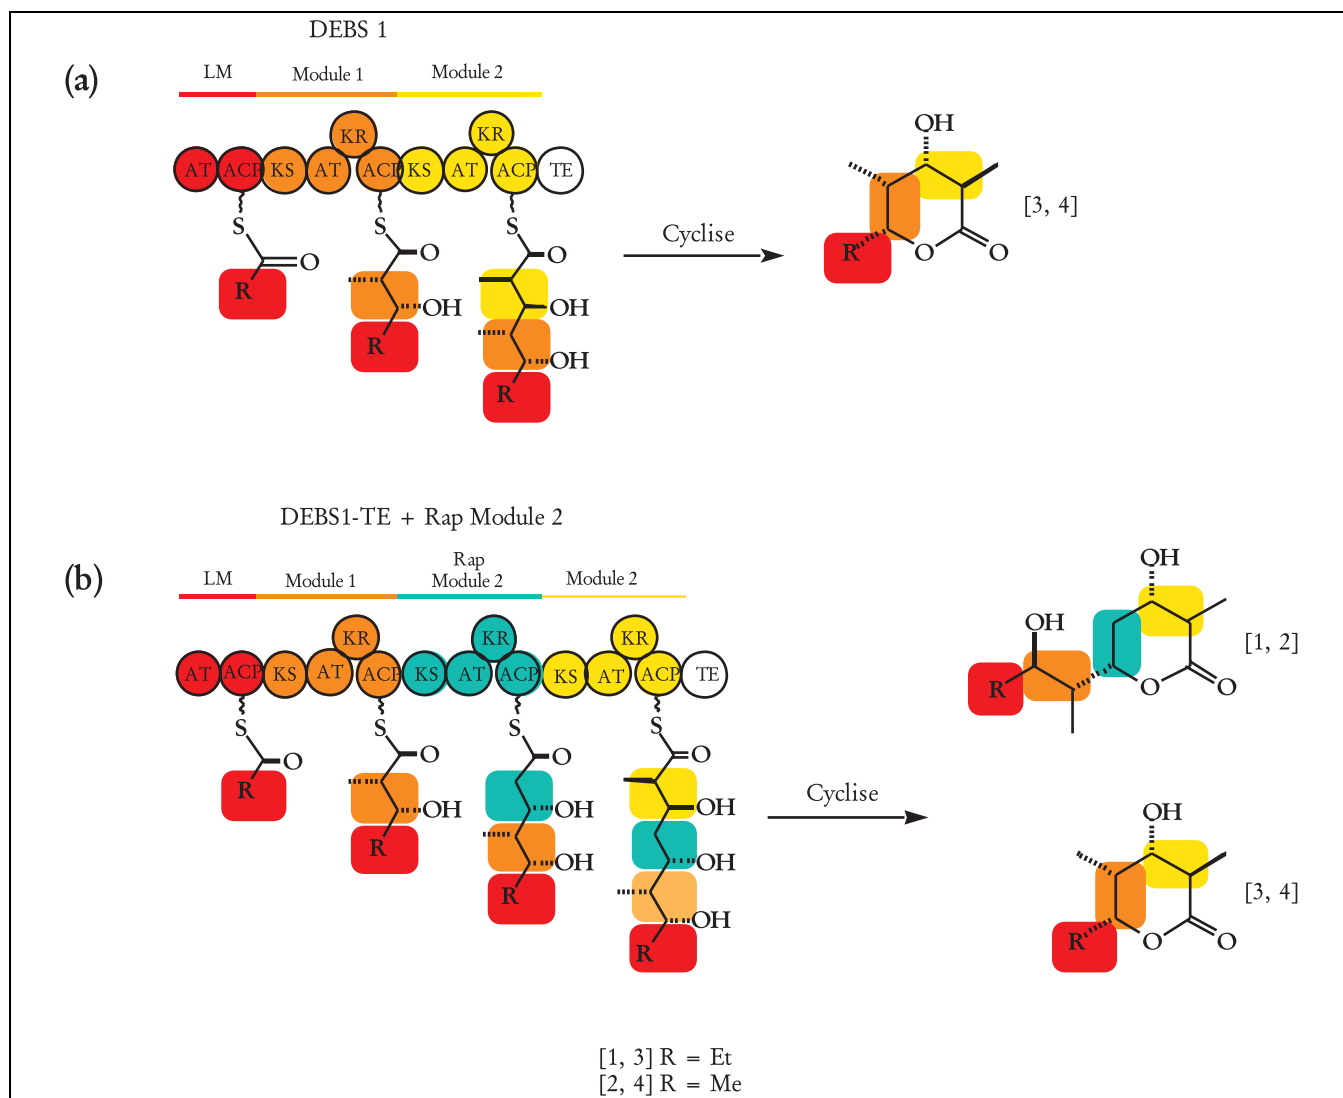 DEBS 1
(a)
LM Module 1 Module 2
KR KR
AT ACP KS AT ACP KS AT ACP TE
OH
S S S
R O O O
OH OH
R OH
R
Cyclise
R O O
[3, 4]
DEBS1-TE + Rap Module 2
(b)
LM Module 1 Rap Module 2 Module 2
KR KR KR
AT ACP KS AT ACP KS AT ACP KS AT ACP TE
S S S S
O O O O
R OH OH OH
R OH OH
R OH
R
Cyclise
OH
OH
R O O
[1, 2]
OH
R O O
[3, 4]
[1, 3] R = Et
[2, 4] R = Me